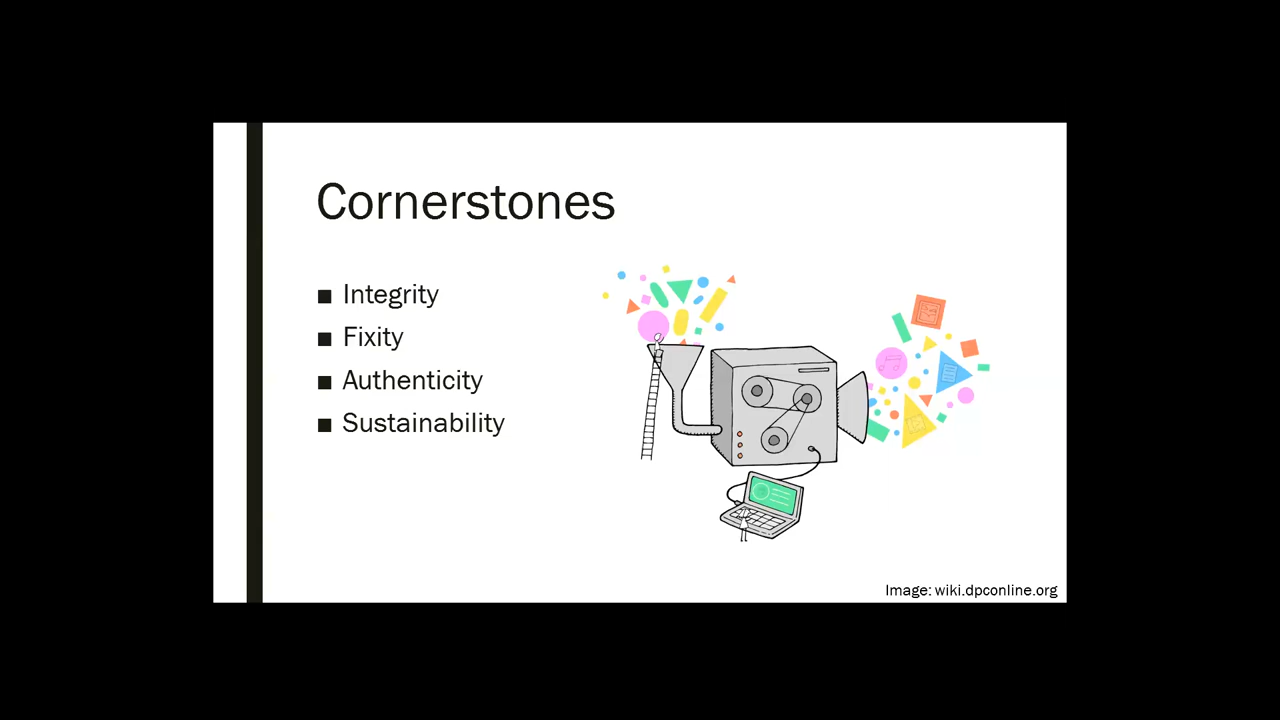 Cornerstones
■ Integrity
■ Fixity
■ Authenticity
■ Sustainability
Image: wiki.dpconline.org